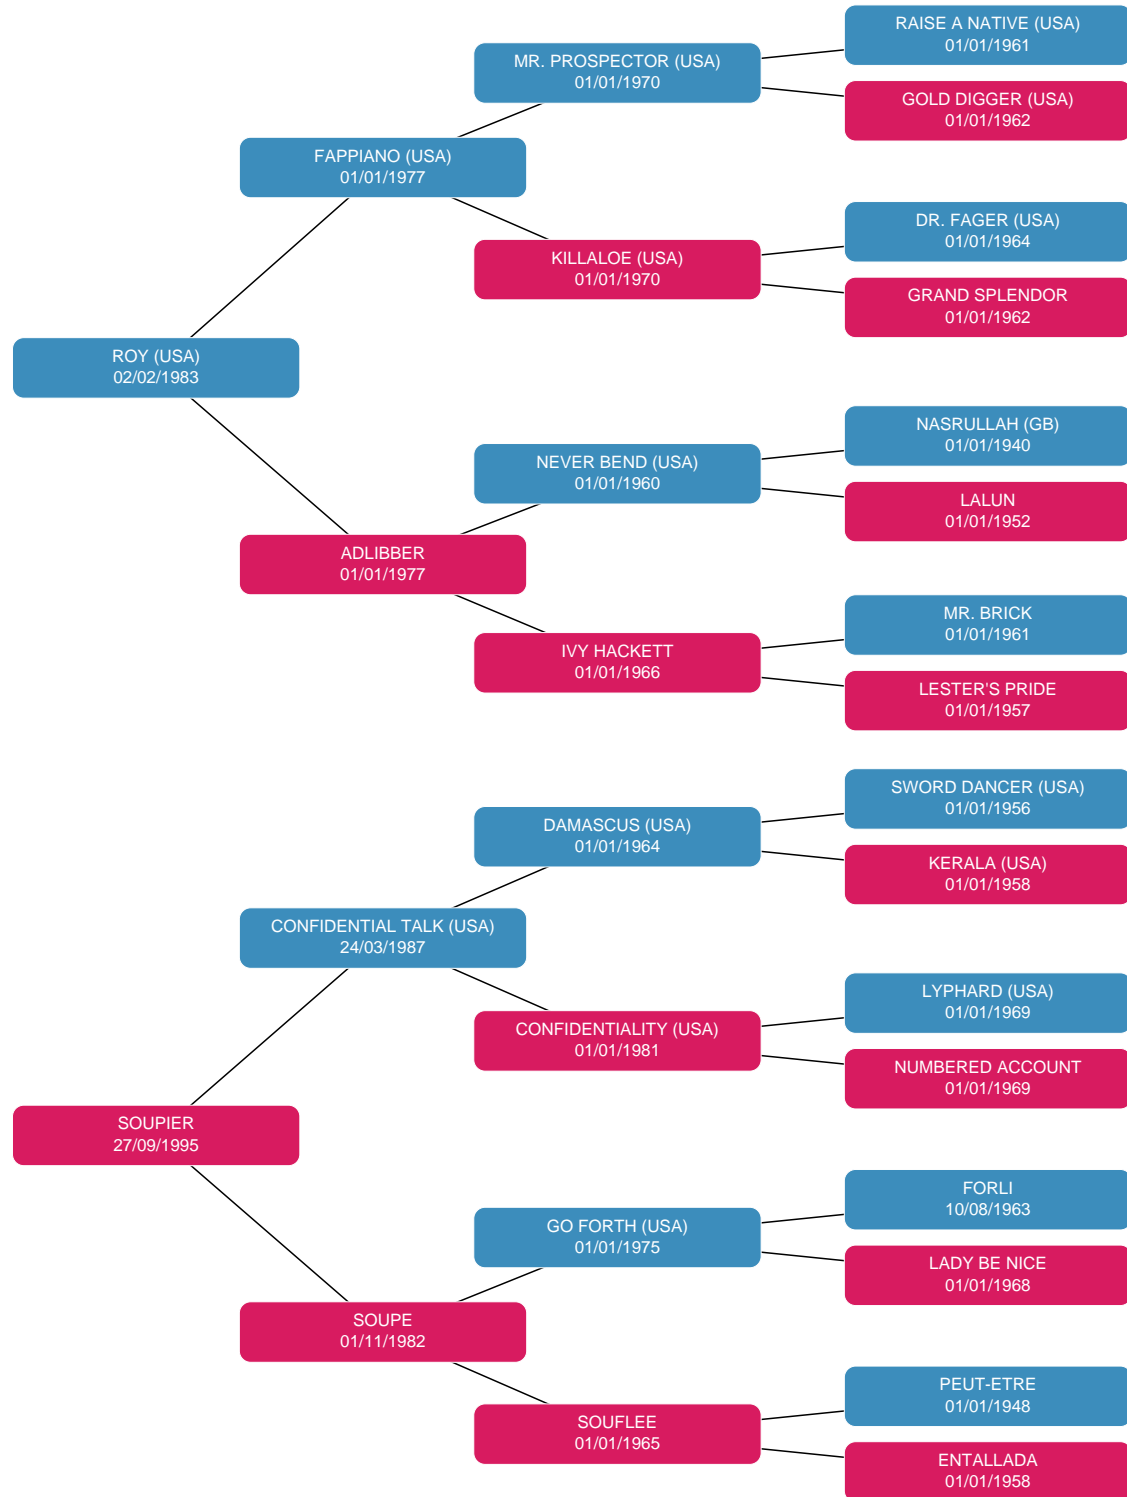 RAISE A NATIVE (USA)
01/01/1961
MR. PROSPECTOR (USA)
01/01/1970
GOLD DIGGER (USA)
01/01/1962
FAPPIANO (USA)
01/01/1977
DR. FAGER (USA)
01/01/1964
KILLALOE (USA)
01/01/1970
GRAND SPLENDOR
01/01/1962
ROY (USA)
02/02/1983
NASRULLAH (GB)
01/01/1940
NEVER BEND (USA)
01/01/1960
LALUN
01/01/1952
ADLIBBER
01/01/1977
MR. BRICK
01/01/1961
IVY HACKETT
01/01/1966
LESTER'S PRIDE
01/01/1957
SWORD DANCER (USA)
01/01/1956
DAMASCUS (USA)
01/01/1964
KERALA (USA)
01/01/1958
CONFIDENTIAL TALK (USA)
24/03/1987
LYPHARD (USA)
01/01/1969
CONFIDENTIALITY (USA)
01/01/1981
NUMBERED ACCOUNT
01/01/1969
SOUPIER
27/09/1995
FORLI
10/08/1963
GO FORTH (USA)
01/01/1975
LADY BE NICE
01/01/1968
SOUPE
01/11/1982
PEUT-ETRE
01/01/1948
SOUFLEE
01/01/1965
ENTALLADA
01/01/1958